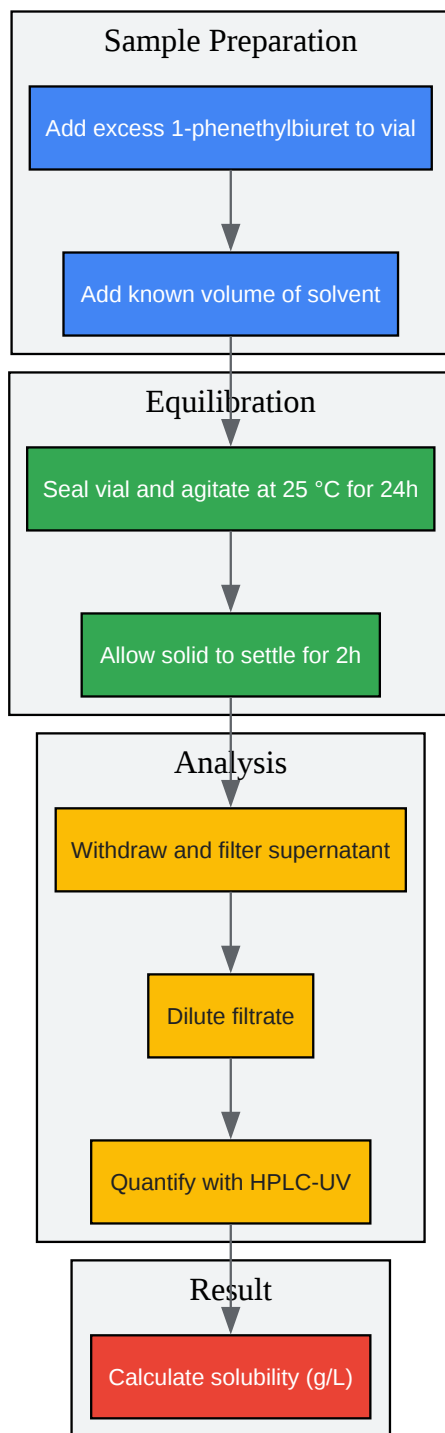 Sample Preparation
Add excess 1-phenethylbiuret to vial
Add known volume of solvent
Equilibration
Seal vial and agitate at 25 °C for 24h
Allow solid to settle for 2h
Analysis
Withdraw and filter supernatant
Dilute filtrate
Quantify with HPLC-UV
Result
Calculate solubility (g/L)